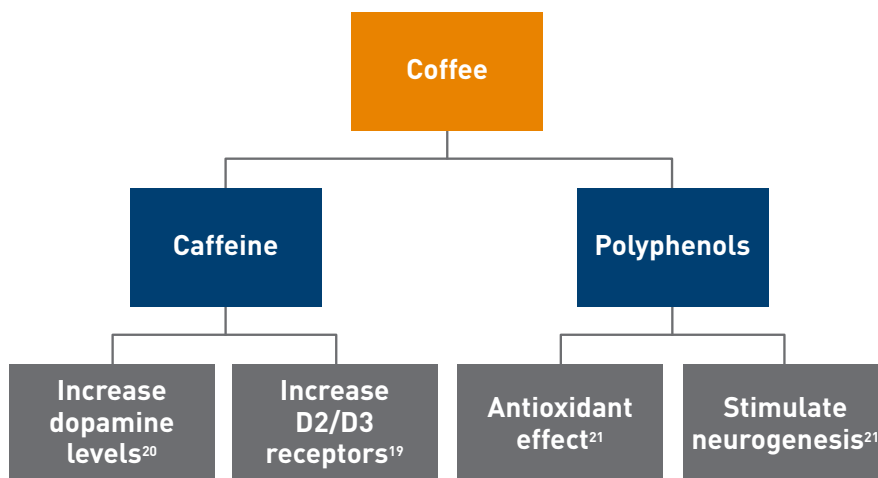 Coffee
Caffeine
Polyphenols
Increase
dopamine
levels²⁰
Increase
D2/D3
receptors¹⁹
Antioxidant
effect²¹
Stimulate
neurogenesis²¹